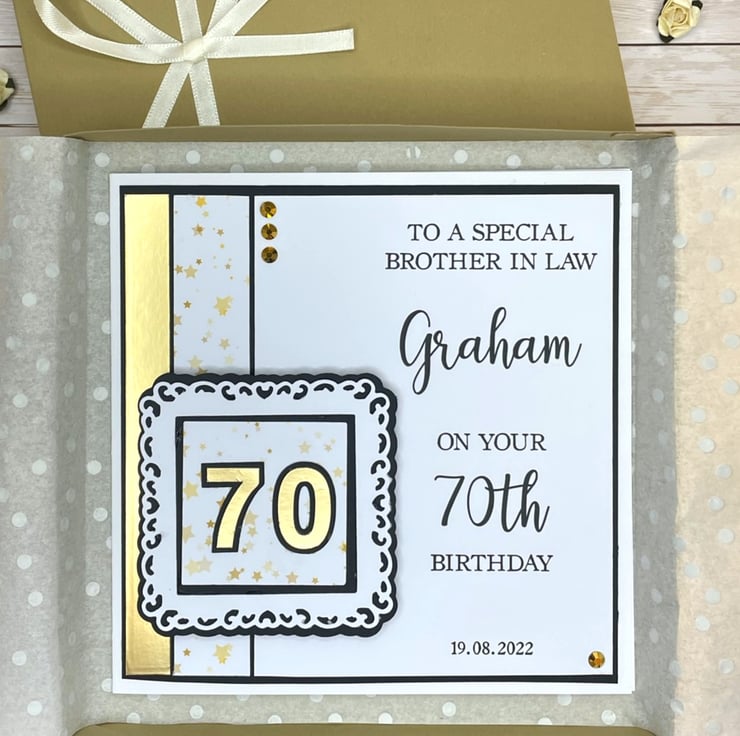 TO A SPECIAL
BROTHER IN LAW
Graham
ON YOUR
70th
BIRTHDAY
70
19.08.2022